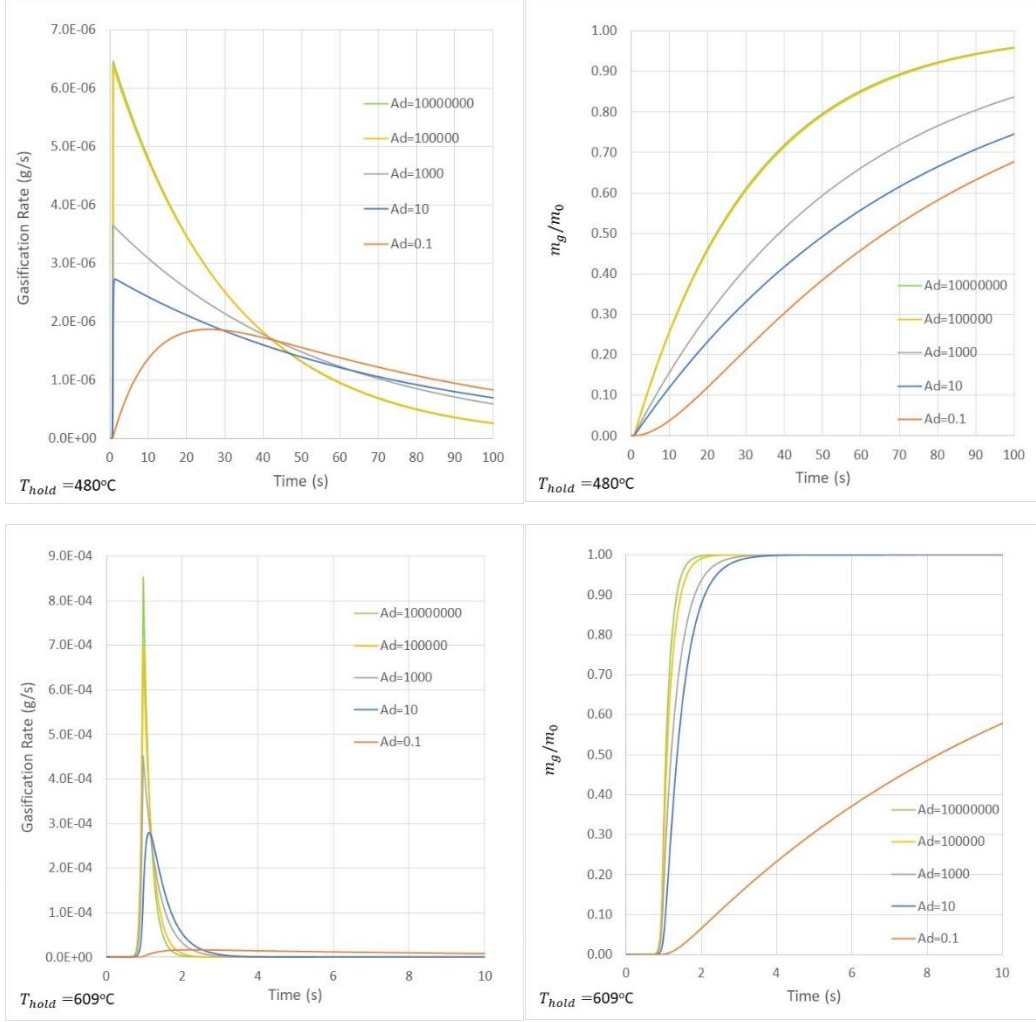 7.0E-06
6.0E-06
5.0E-06
4.0E-06
3.0E-06
2.0E-06
1.0E-06
0.0E+00
Gasification Rate (g/s)
Ad=10000000
Ad=100000
Ad=1000
Ad=10
Ad=0.1
0 10 20 30 40 50 60 70 80 90 100
Time (s)
T_hold =480°C
1.00
0.90
0.80
0.70
0.60
0.50
0.40
0.30
0.20
0.10
0.00
m_g/m_0
Ad=10000000
Ad=100000
Ad=1000
Ad=10
Ad=0.1
0 10 20 30 40 50 60 70 80 90 100
Time (s)
T_hold =480°C
9.0E-04
8.0E-04
7.0E-04
6.0E-04
5.0E-04
4.0E-04
3.0E-04
2.0E-04
1.0E-04
0.0E+00
Gasification Rate (g/s)
Ad=10000000
Ad=100000
Ad=1000
Ad=10
Ad=0.1
0 2 4 6 8 10
Time (s)
T_hold =609°C
1.00
0.90
0.80
0.70
0.60
0.50
0.40
0.30
0.20
0.10
0.00
m_g/m_0
Ad=10000000
Ad=100000
Ad=1000
Ad=10
Ad=0.1
0 2 4 6 8 10
Time (s)
T_hold =609°C